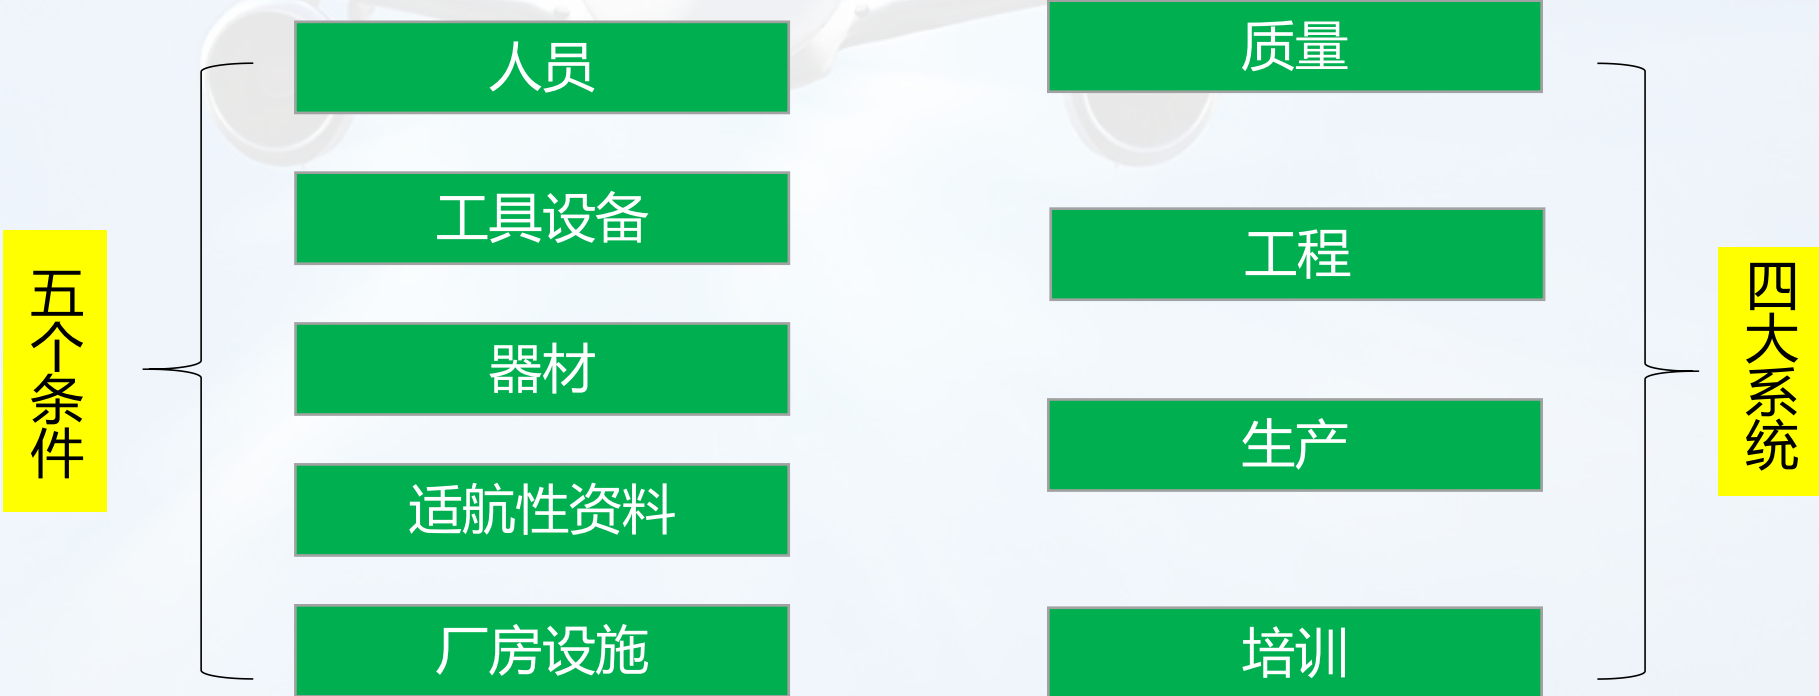 五个条件
人员
工具设备
器材
适航性资料
厂房设施
质量
工程
生产
培训
四大系统